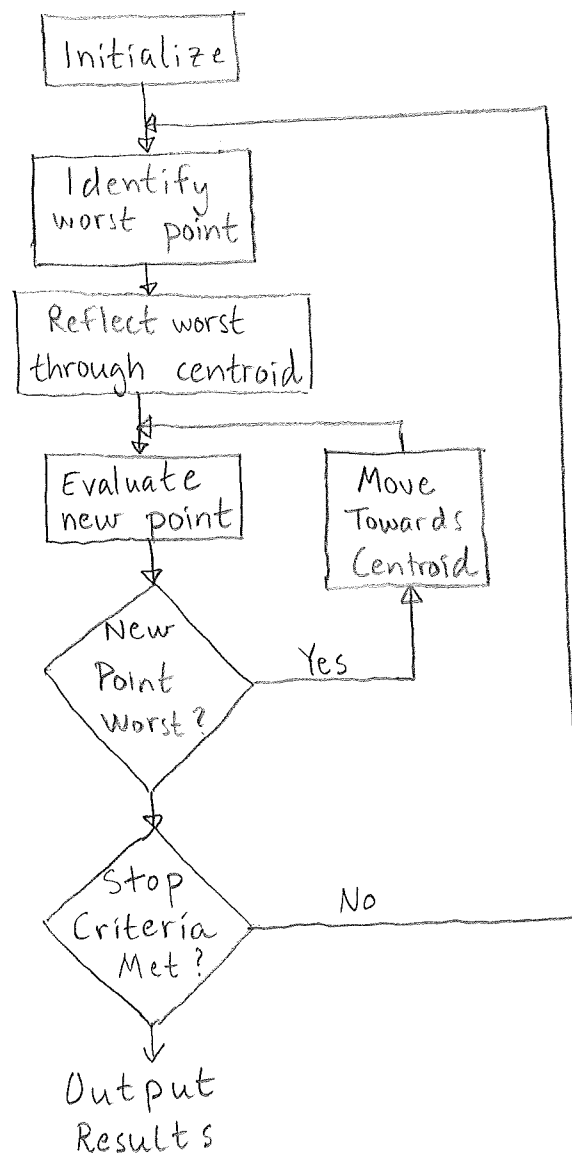 Initialize
Identify
worst point
Reflect worst
through centroid
Evaluate
new point
Move
Towards
Centroid
New
Point
Worst?
Yes
Stop
Criteria
Met?
No
Output
Results